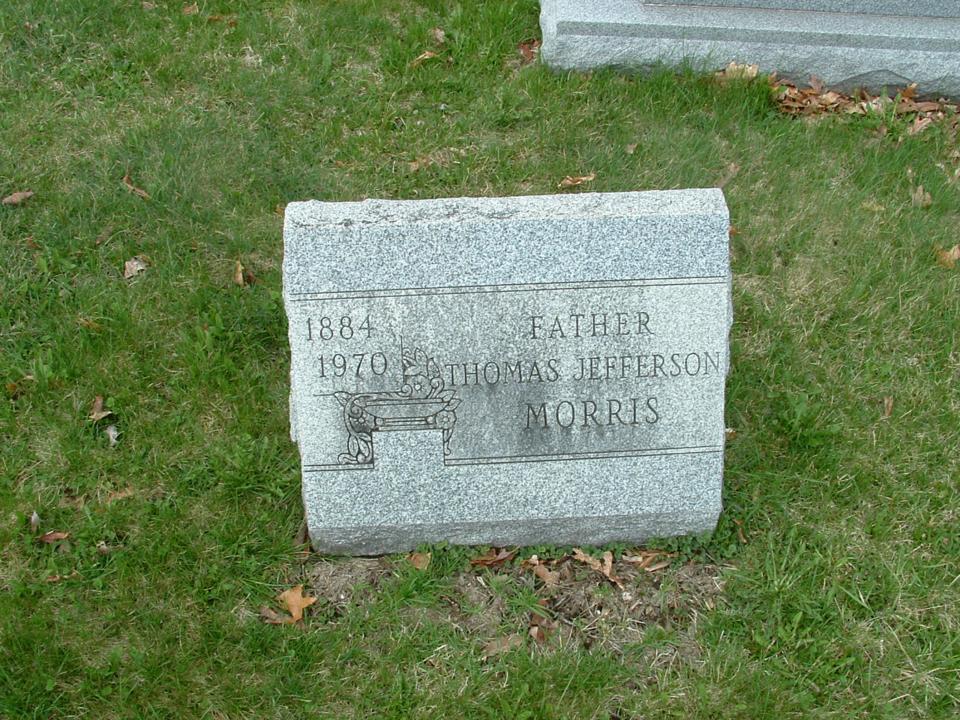 1884
1970
FATHER
THOMAS JEFFERSON
MORRIS